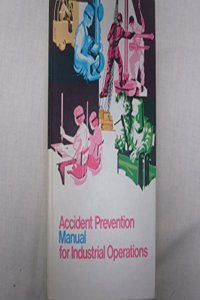 Accident Prevention
Manual
for Industrial Operations